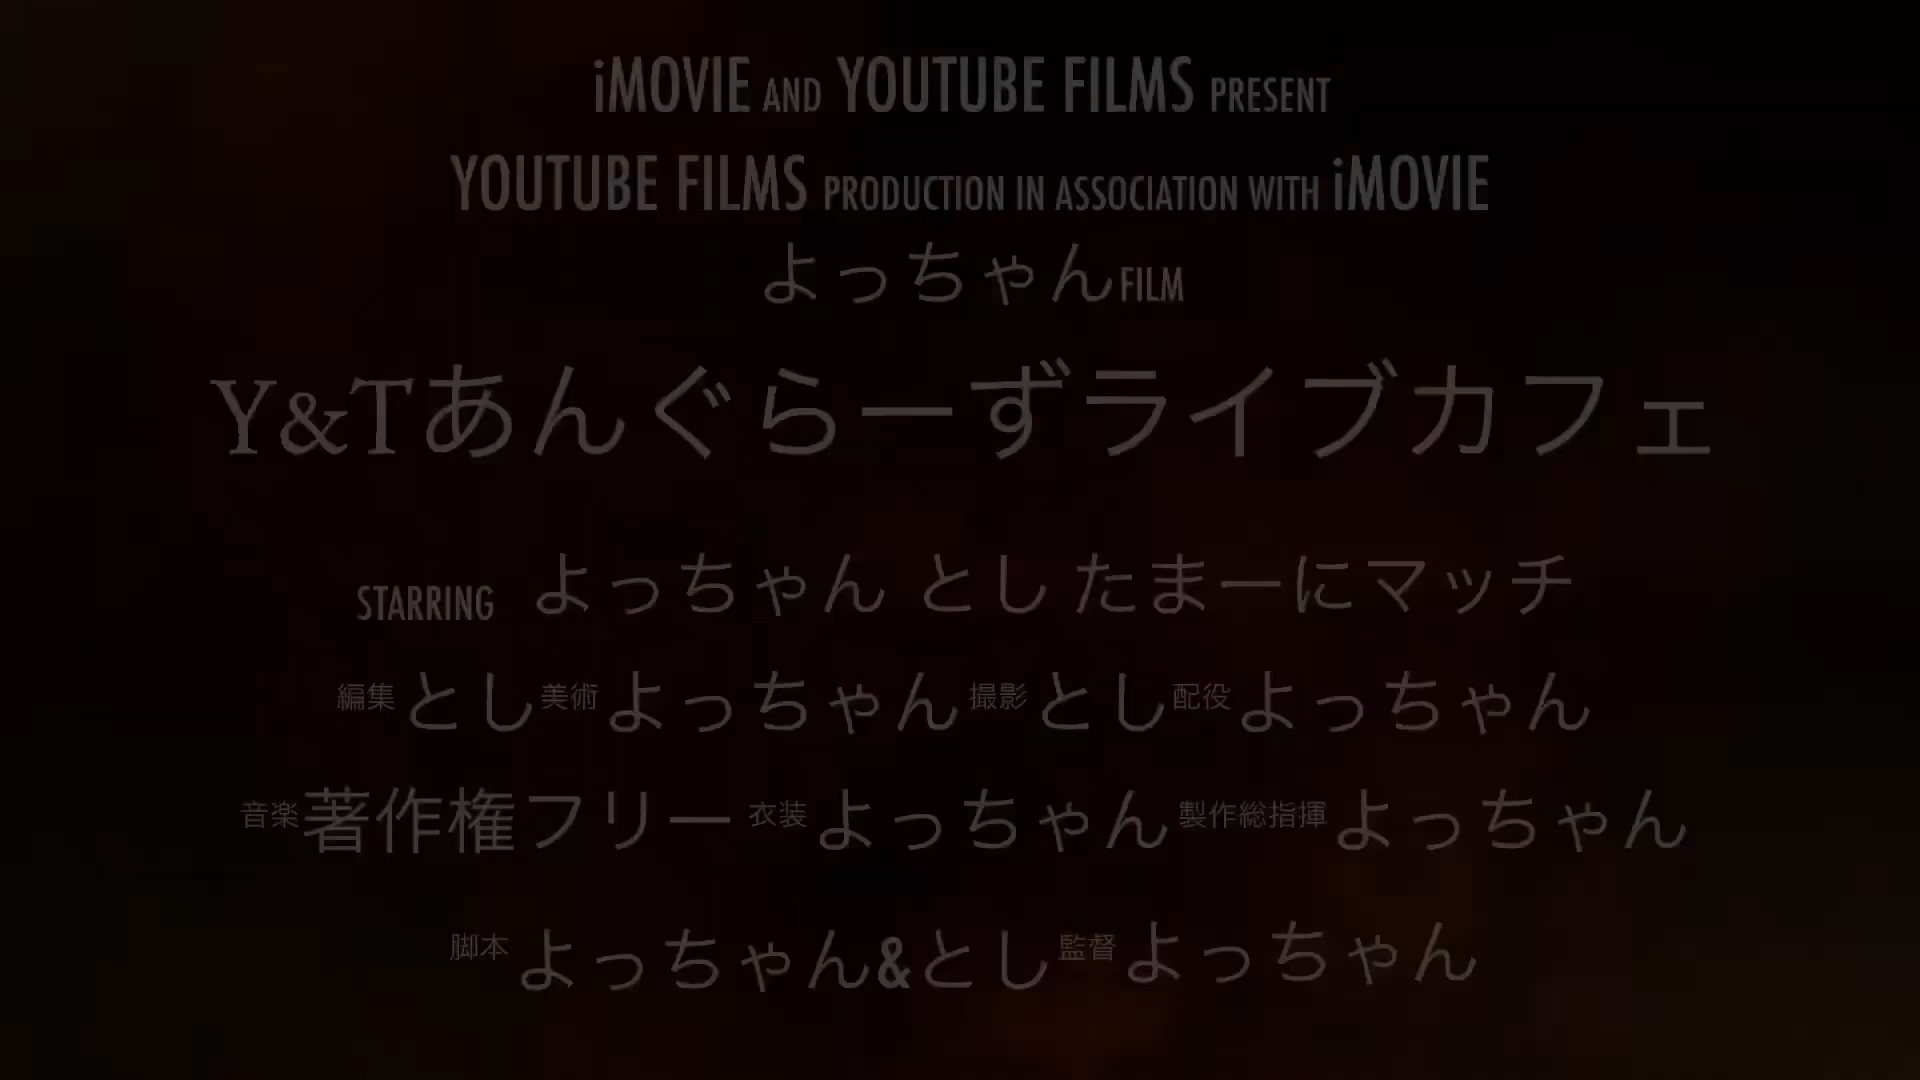 iMOVIE AND YOUTUBE FILMS PRESENT
YOUTUBE FILMS PRODUCTION IN ASSOCIATION WITH iMOVIE
よっちゃんFILM
Y&Tあんぐらーずライブカフェ
STARRING よっちゃん とし たまーにマッチ
編集 とし 美術 よっちゃん 撮影 とし 配役 よっちゃん
音楽 著作権フリー 衣装 よっちゃん 製作総指揮 よっちゃん
脚本 よっちゃん&とし 監督 よっちゃん